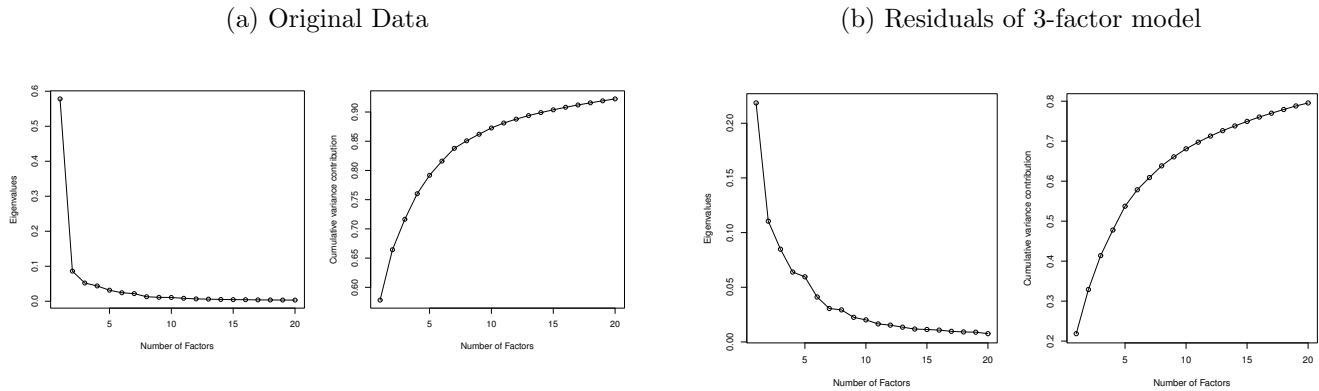 (a) Original Data
(b) Residuals of 3-factor model
0.6
0.5
0.4
0.3
0.2
0.1
0.0
Eigenvalues
5 10 15 20
Number of Factors
0.90
0.85
0.80
0.75
0.70
0.65
0.60
Cumulative variance contribution
5 10 15 20
Number of Factors
0.20
0.15
0.10
0.05
0.00
Eigenvalues
5 10 15 20
Number of Factors
0.8
0.7
0.6
0.5
0.4
0.3
0.2
Cumulative variance contribution
5 10 15 20
Number of Factors